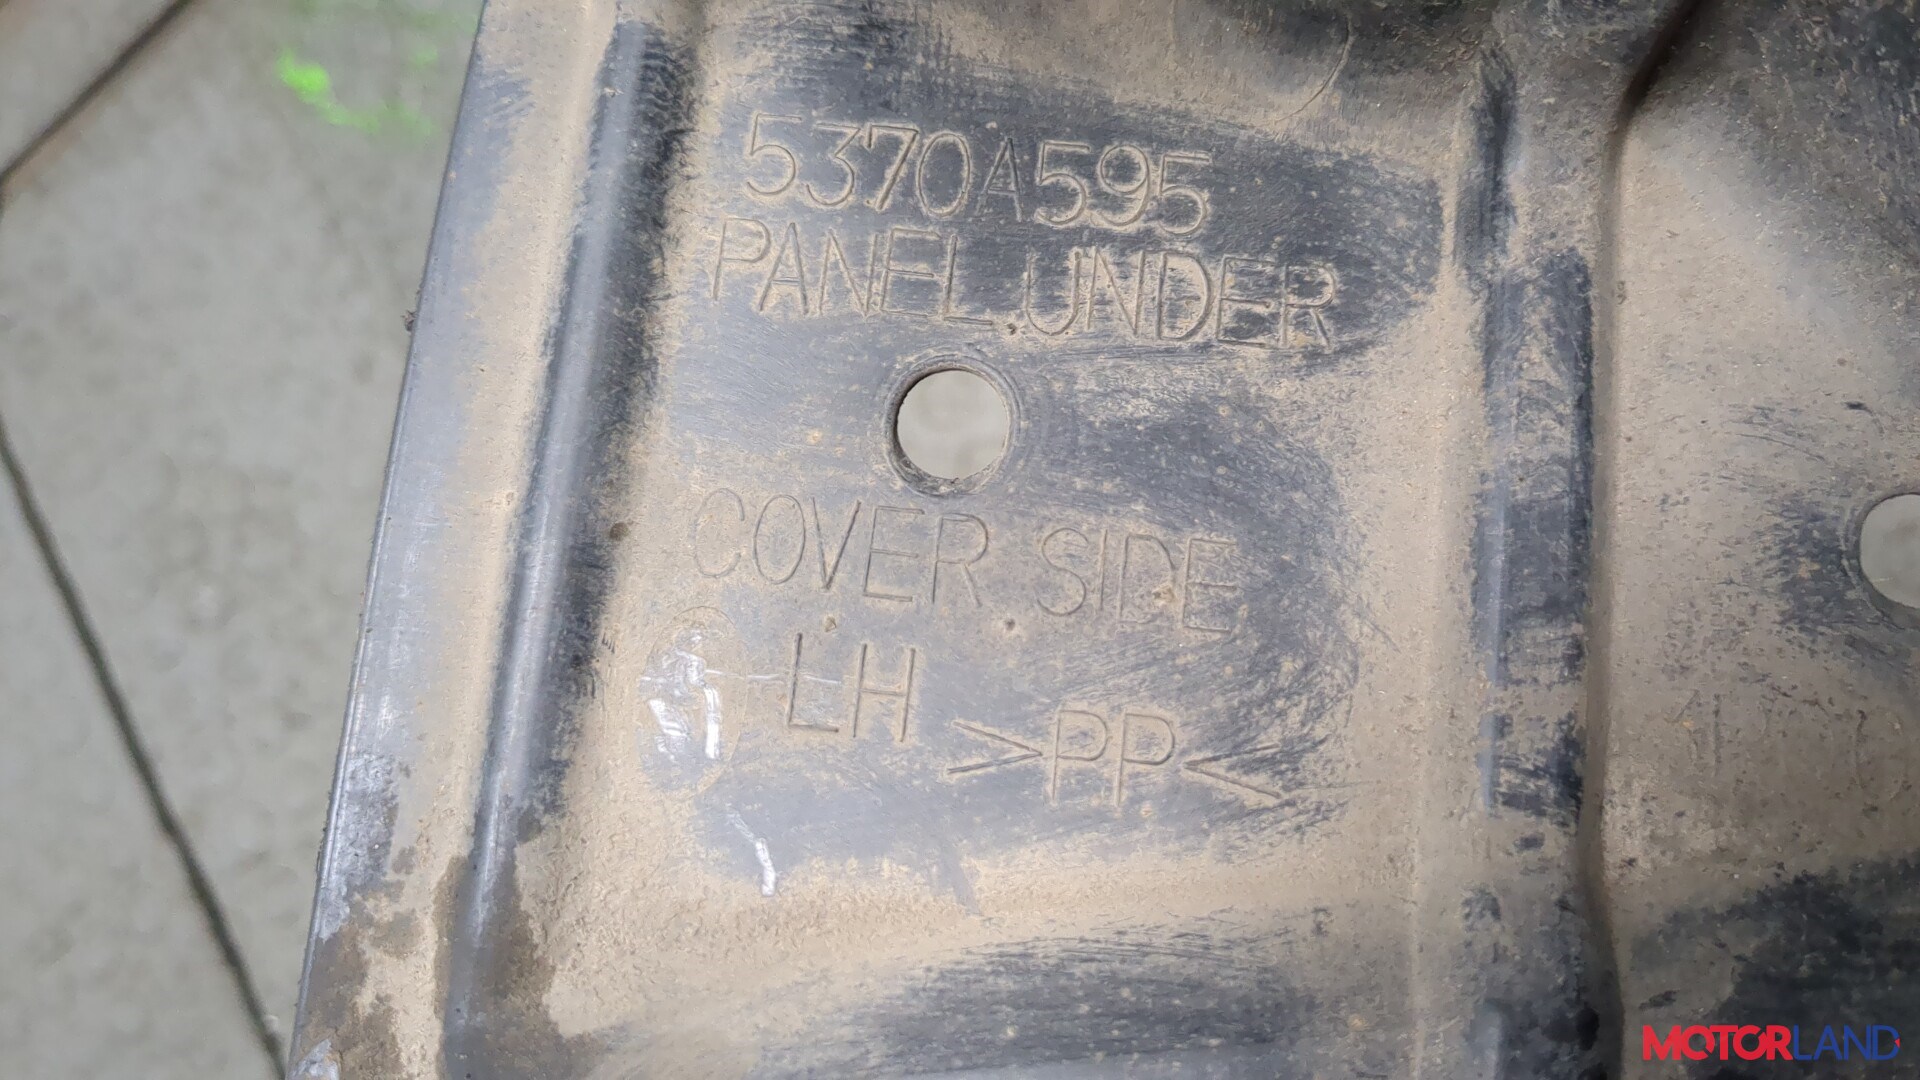 5370A595
PANEL,UNDER
COVER SIDE
LH
>PP<
MOTORLAND